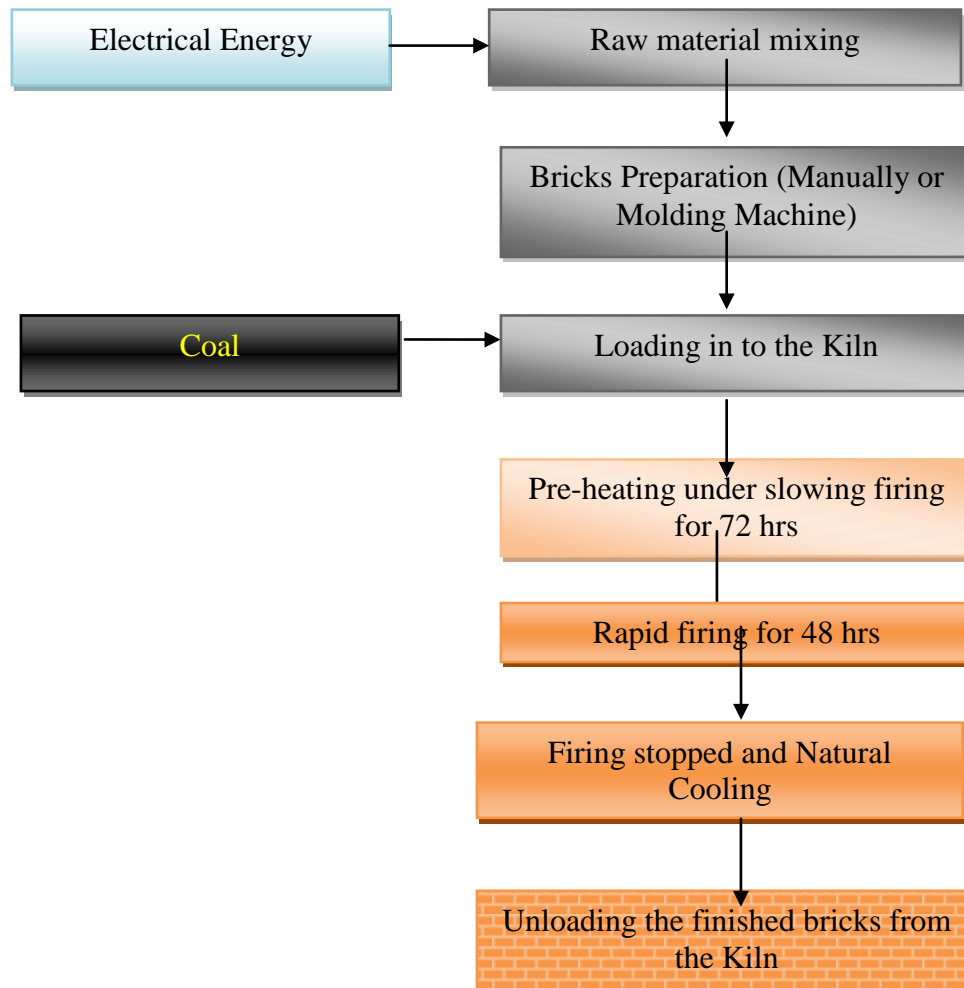 Electrical Energy
Raw material mixing
Bricks Preparation (Manually or
Molding Machine)
Coal
Loading in to the Kiln
Pre-heating under slowing firing
for 72 hrs
Rapid firing for 48 hrs
Firing stopped and Natural
Cooling
Unloading the finished bricks from
the Kiln